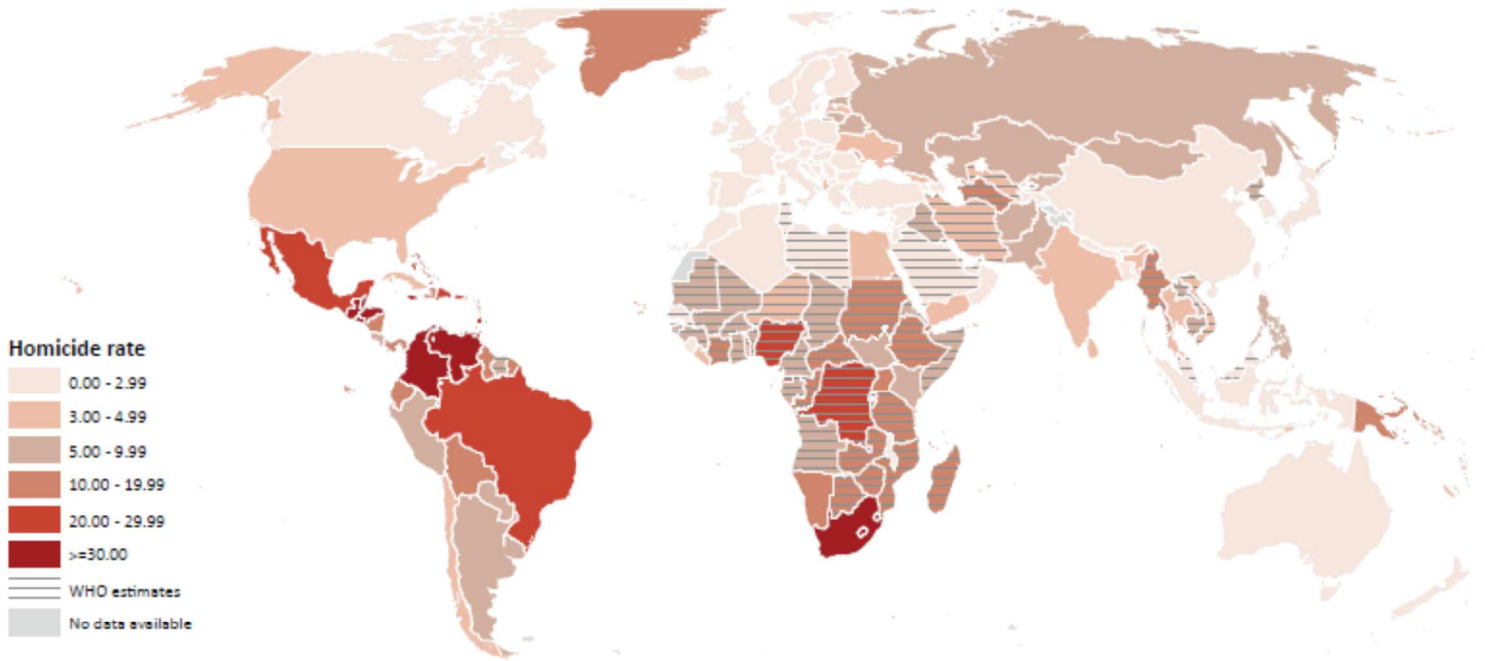 Homicide rate
0.00 - 2.99
3.00 - 4.99
5.00 - 9.99
10.00 - 19.99
20.00 - 29.99
>=30.00
WHO estimates
No data available